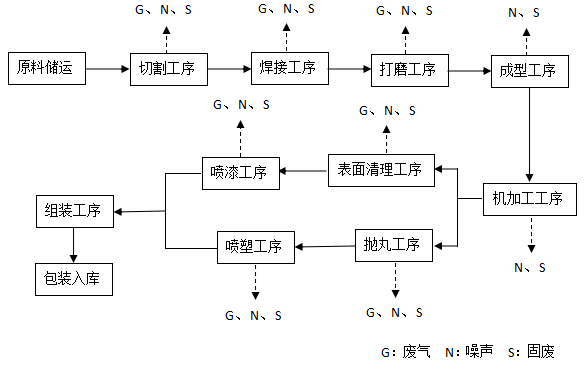 G、N、S
G、N、S
G、N、S
N、S
原料储运
切割工序
焊接工序
打磨工序
成型工序
G、N、S
G、N、S
喷漆工序
表面清理工序
机加工工序
组装工序
喷塑工序
抛丸工序
N、S
包装入库
G、N、S
G、N、S
G：废气 N：噪声 S：固废